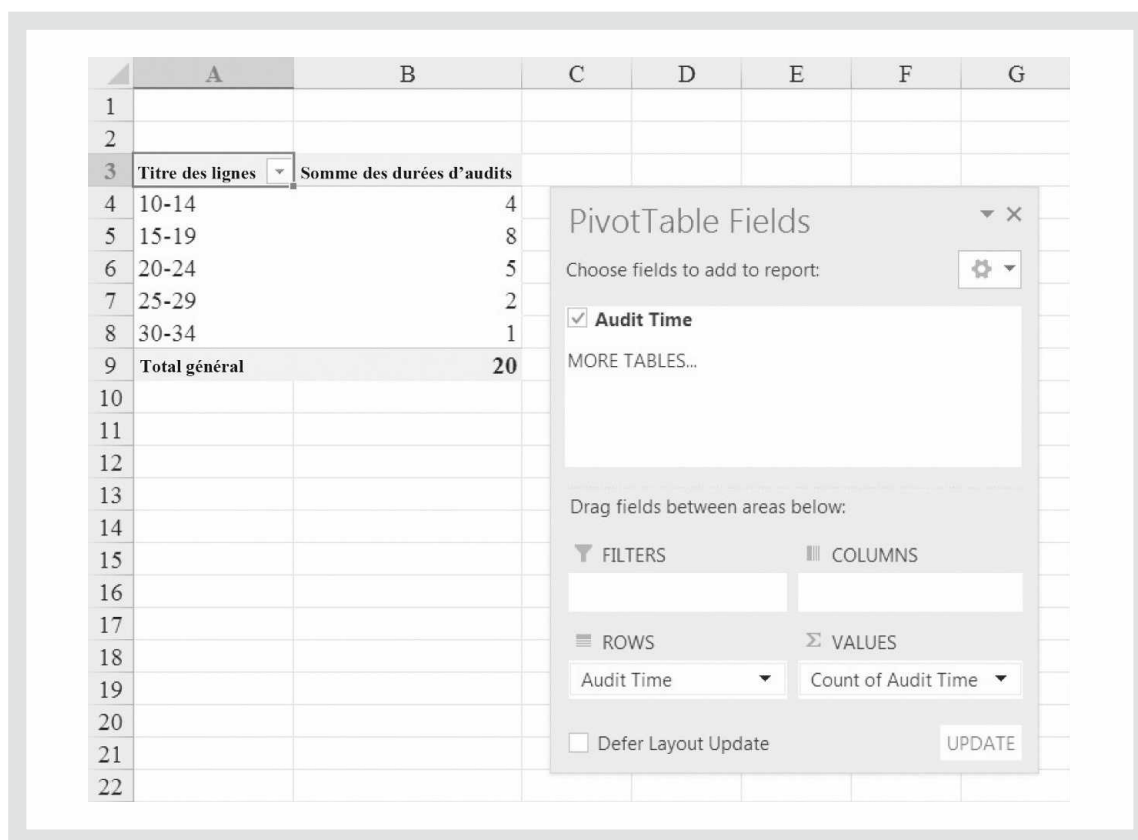 A B C D E F G
1
2
3 Titre des lignes Somme des durées d’audits
4 10-14 4
5 15-19 8
6 20-24 5
7 25-29 2
8 30-34 1
9 Total général 20
10
11
12
13
14
15
16
17
18
19
20
21
22
PivotTable Fields
Choose fields to add to report:
Audit Time
MORE TABLES...
Drag fields between areas below:
FILTERS COLUMNS
ROWS Σ VALUES
Audit Time Count of Audit Time
Defer Layout Update UPDATE